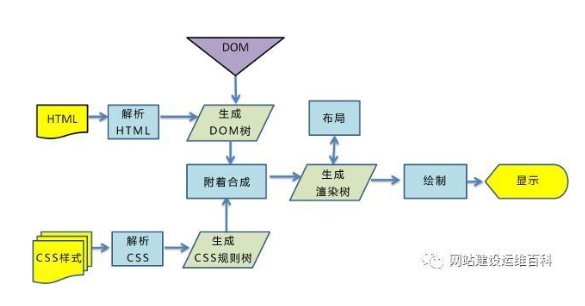 DOM
HTML
解析
HTML
生成
DOM树
布局
附着合成
生成
渲染树
绘制
显示
CSS样式
解析
CSS
生成
CSS规则树
网站建设运维百科